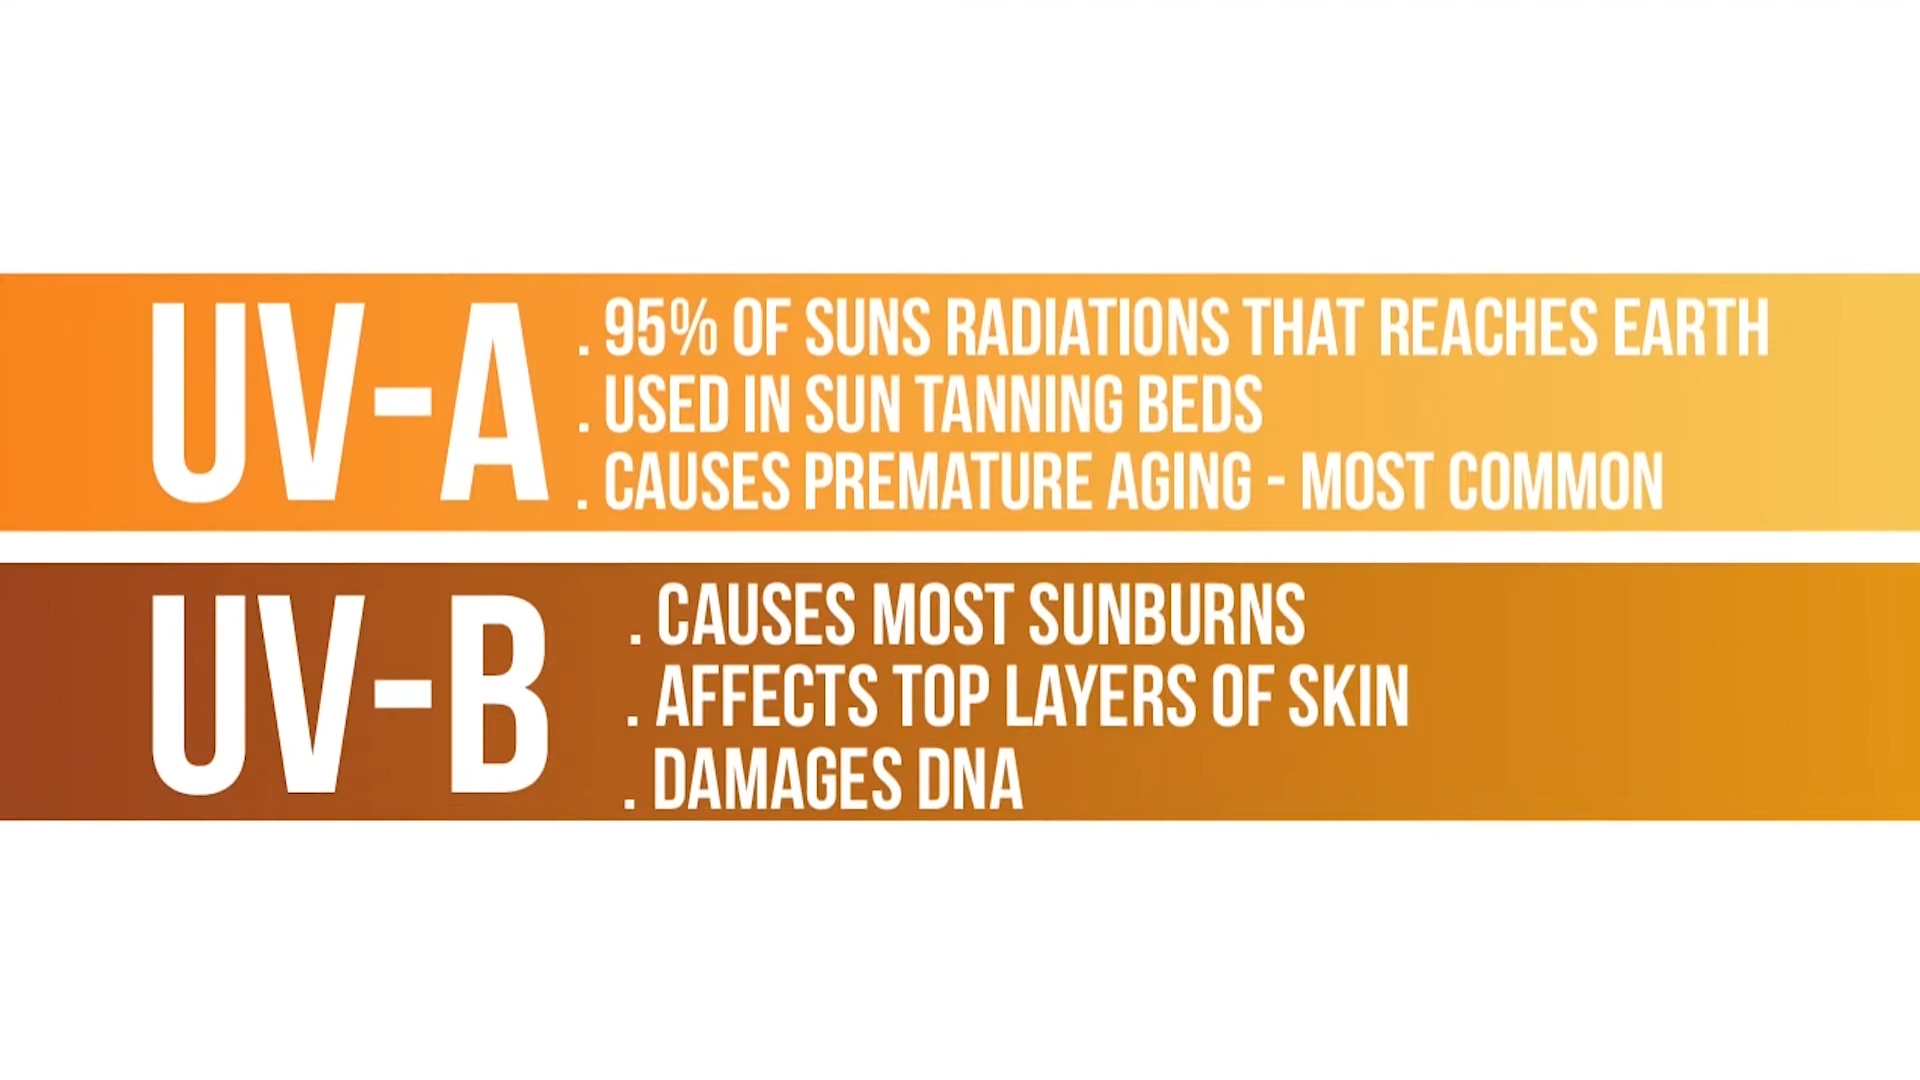 UV-A
. 95% OF SUNS RADIATIONS THAT REACHES EARTH
. USED IN SUN TANNING BEDS
. CAUSES PREMATURE AGING - MOST COMMON
UV-B
. CAUSES MOST SUNBURNS
. AFFECTS TOP LAYERS OF SKIN
. DAMAGES DNA